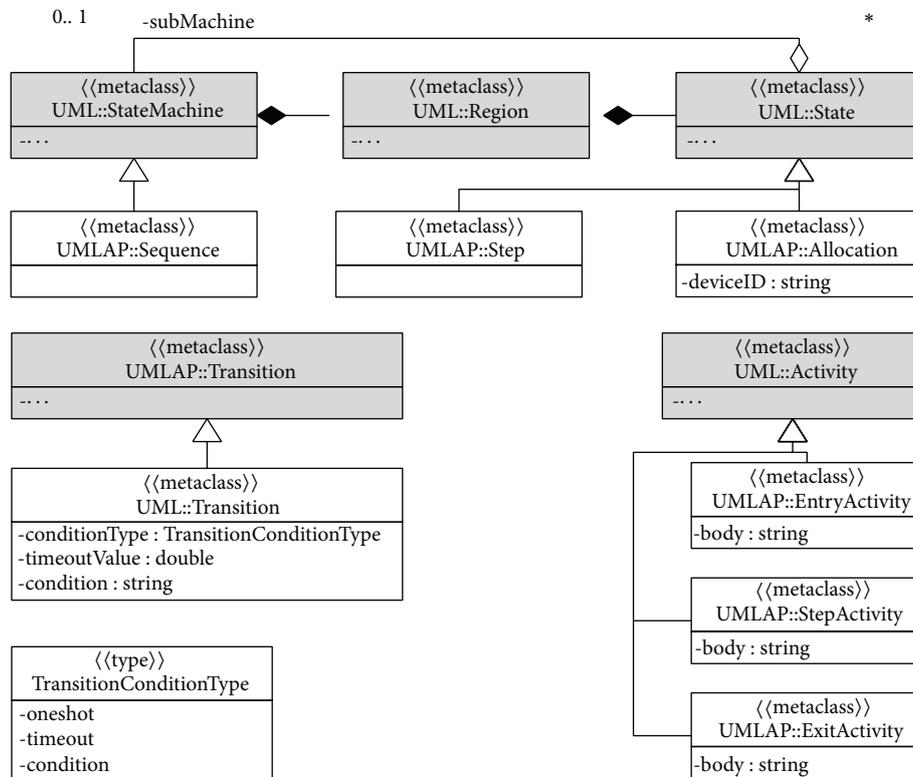 0.. 1
-subMachine
*
⟨⟨metaclass⟩⟩
UML::StateMachine
-···
⟨⟨metaclass⟩⟩
UML::Region
-···
⟨⟨metaclass⟩⟩
UML::State
-···
⟨⟨metaclass⟩⟩
UMLAP::Sequence
⟨⟨metaclass⟩⟩
UMLAP::Step
⟨⟨metaclass⟩⟩
UMLAP::Allocation
-deviceID : string
⟨⟨metaclass⟩⟩
UMLAP::Transition
-···
⟨⟨metaclass⟩⟩
UML::Activity
-···
⟨⟨metaclass⟩⟩
UML::Transition
-conditionType : TransitionConditionType
-timeoutValue : double
-condition : string
⟨⟨metaclass⟩⟩
UMLAP::EntryActivity
-body : string
⟨⟨metaclass⟩⟩
UMLAP::StepActivity
-body : string
⟨⟨type⟩⟩
TransitionConditionType
-oneshot
-timeout
-condition
⟨⟨metaclass⟩⟩
UMLAP::ExitActivity
-body : string